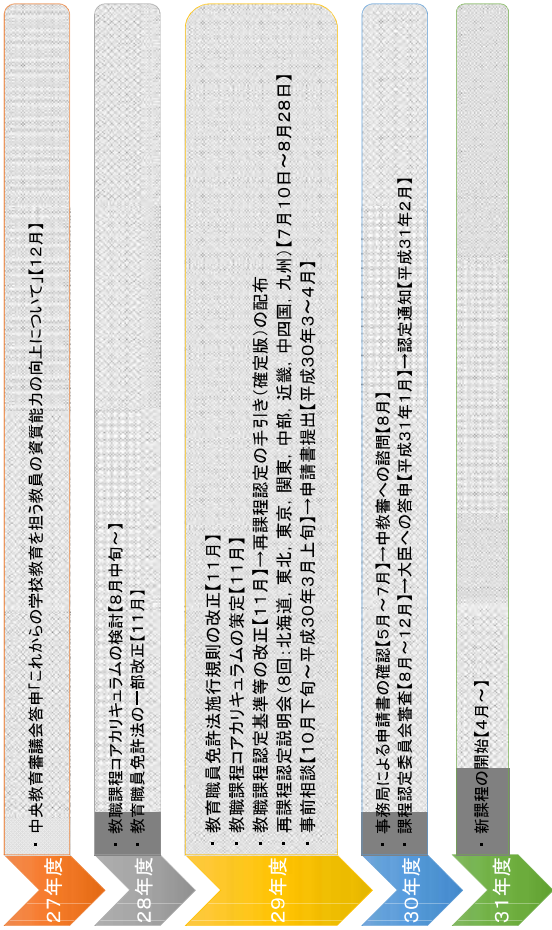 27年度
・中央教育審議会答申「これからの学校教育を担う教員の資質能力の向上について」【12月】
28年度
・教職課程コアカリキュラムの検討【8月中旬～】
・教育職員免許法の一部改正【11月】
29年度
・教育職員免許法施行規則の改正【11月】
・教職課程コアカリキュラムの策定【11月】
・教職課程認定基準等の改正【11月】→再課程認定の手引き（確定版）の配布
・再課程認定説明会（8回：北海道，東北，東京，関東，中部，近畿，中四国，九州）【7月10日～8月28日】
・事前相談【10月下旬～平成30年3月上旬】→申請書提出【平成30年3～4月】
30年度
・事務局による申請書の確認【5月～7月】→中教審への諮問【8月】
・課程認定委員会審査【8月～12月】→大臣への答申【平成31年1月】→認定通知【平成31年2月】
31年度
・新課程の開始【4月～】